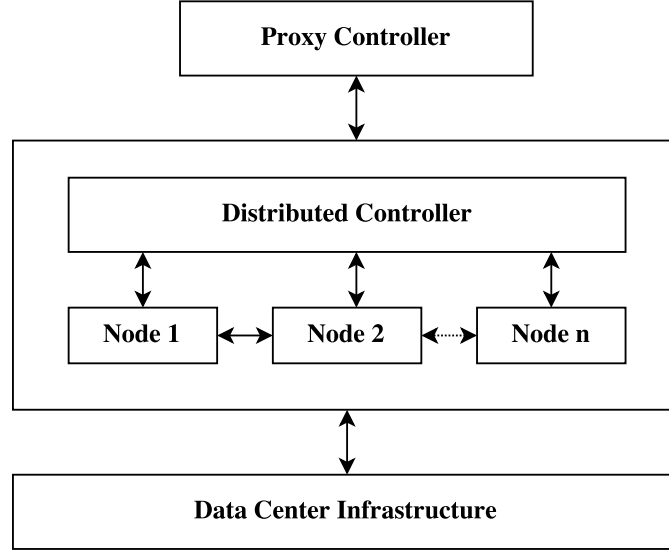 Proxy Controller
Distributed Controller
Node 1
Node 2
Node n
Data Center Infrastructure